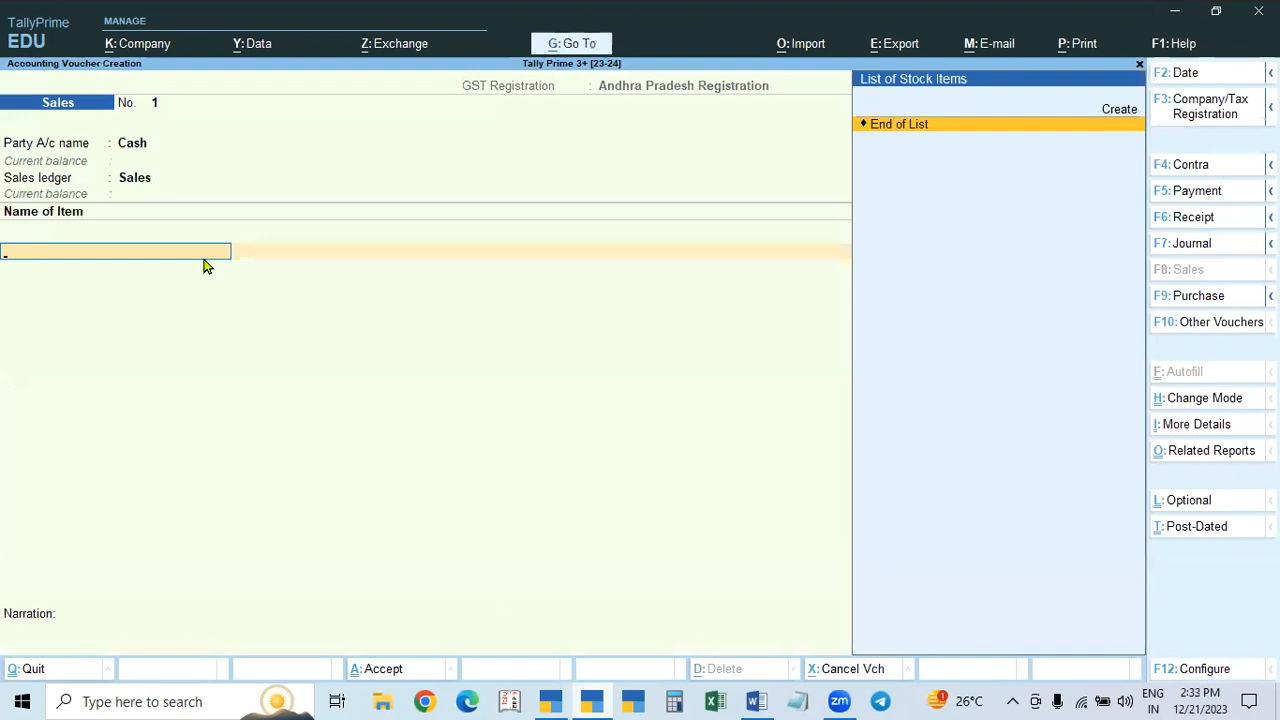 TallyPrime
EDU
MANAGE
K: Company
Y: Data
Z: Exchange
G: Go To
O: Import
E: Export
M: E-mail
P: Print
F1: Help
Accounting Voucher Creation
Tally Prime 3+ [23-24]
GST Registration : Andhra Pradesh Registration
Sales No. 1
Party A/c name : Cash
Current balance :
Sales ledger : Sales
Current balance :
Name of Item
Narration:
List of Stock Items
Create
♦ End of List
F2: Date
F3: Company/Tax
Registration
F4: Contra
F5: Payment
F6: Receipt
F7: Journal
F8: Sales
F9: Purchase
F10: Other Vouchers
F: Autofill
H: Change Mode
I: More Details
O: Related Reports
L: Optional
T: Post-Dated
Q: Quit
A: Accept
D: Delete
X: Cancel Vch
F12: Configure
Type here to search
zm
1
26°C
ENG
IN
2:33 PM
12/21/2023